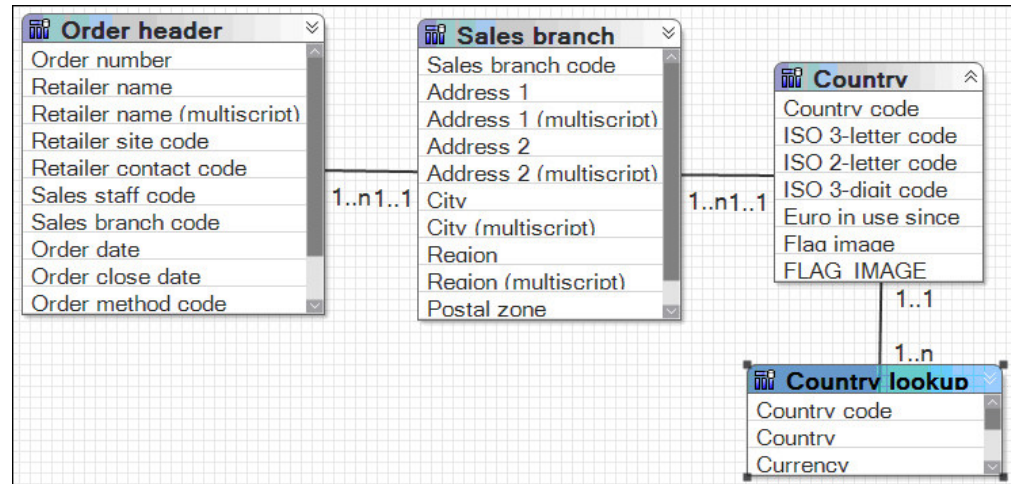 Order header
Order number
Retailer name
Retailer name (multiscript)
Retailer site code
Retailer contact code
Sales staff code
Sales branch code
Order date
Order close date
Order method code
1..n1..1
Sales branch
Sales branch code
Address 1
Address 1 (multiscript)
Address 2
Address 2 (multiscript)
City
City (multiscript)
Region
Region (multiscript)
Postal zone
1..n1..1
Country
Country code
ISO 3-letter code
ISO 2-letter code
ISO 3-digit code
Euro in use since
Flag image
FLAG_IMAGE
1..1
1..n
Country lookup
Country code
Country
Currency